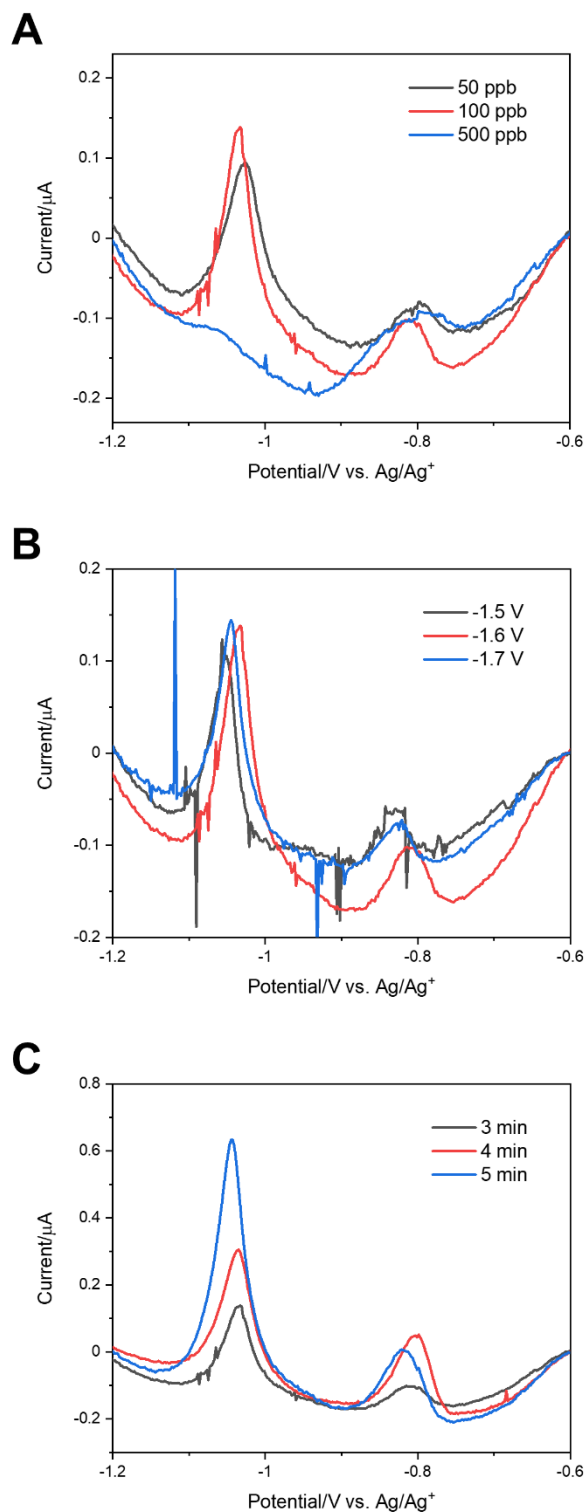 A
50 ppb
100 ppb
500 ppb
0.2
0.1
0
-0.1
-0.2
Current/μA
-1.2
-1
-0.8
-0.6
Potential/V vs. Ag/Ag⁺
B
-1.5 V
-1.6 V
-1.7 V
0.2
0.1
0
-0.1
-0.2
Current/μA
-1.2
-1
-0.8
-0.6
Potential/V vs. Ag/Ag⁺
C
3 min
4 min
5 min
0.8
0.6
0.4
0.2
0
-0.2
Current/μA
-1.2
-1
-0.8
-0.6
Potential/V vs. Ag/Ag⁺